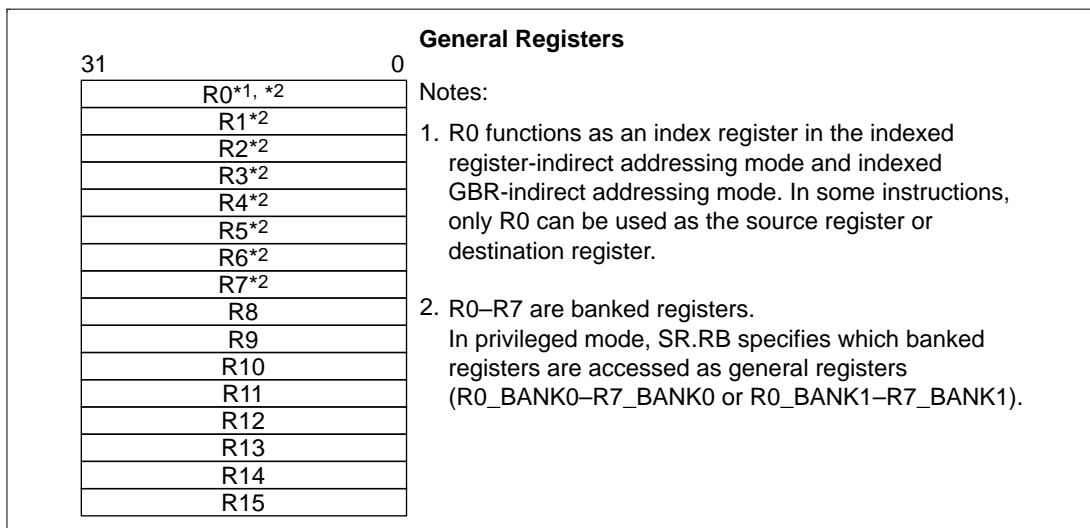 General Registers
31 0
R0*1, *2
R1*2
R2*2
R3*2
R4*2
R5*2
R6*2
R7*2
R8
R9
R10
R11
R12
R13
R14
R15
Notes:
1. R0 functions as an index register in the indexed
register-indirect addressing mode and indexed
GBR-indirect addressing mode. In some instructions,
only R0 can be used as the source register or
destination register.
2. R0–R7 are banked registers.
In privileged mode, SR.RB specifies which banked
registers are accessed as general registers
(R0_BANK0–R7_BANK0 or R0_BANK1–R7_BANK1).